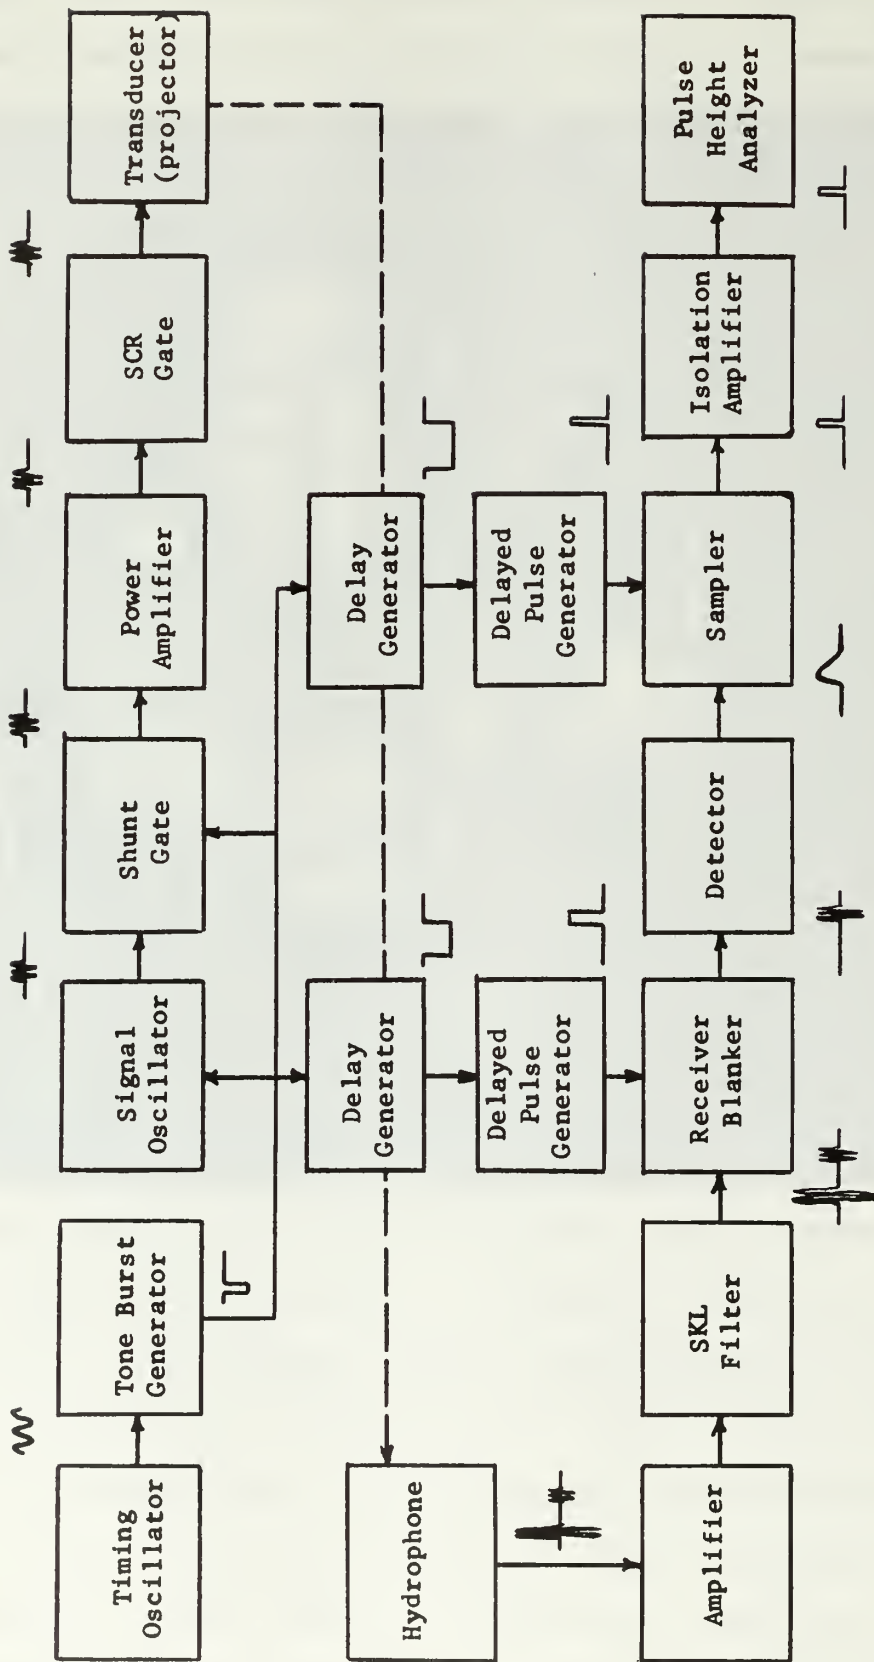 Timing
Oscillator
Tone Burst
Generator
Signal
Oscillator
Shunt
Gate
Power
Amplifier
SCR
Gate
Transducer
(projector)
Delay
Generator
Delay
Generator
Hydrophone
Delayed
Pulse
Generator
Delayed
Pulse
Generator
Amplifier
SKL
Filter
Receiver
Blanker
Detector
Sampler
Isolation
Amplifier
Pulse
Height
Analyzer